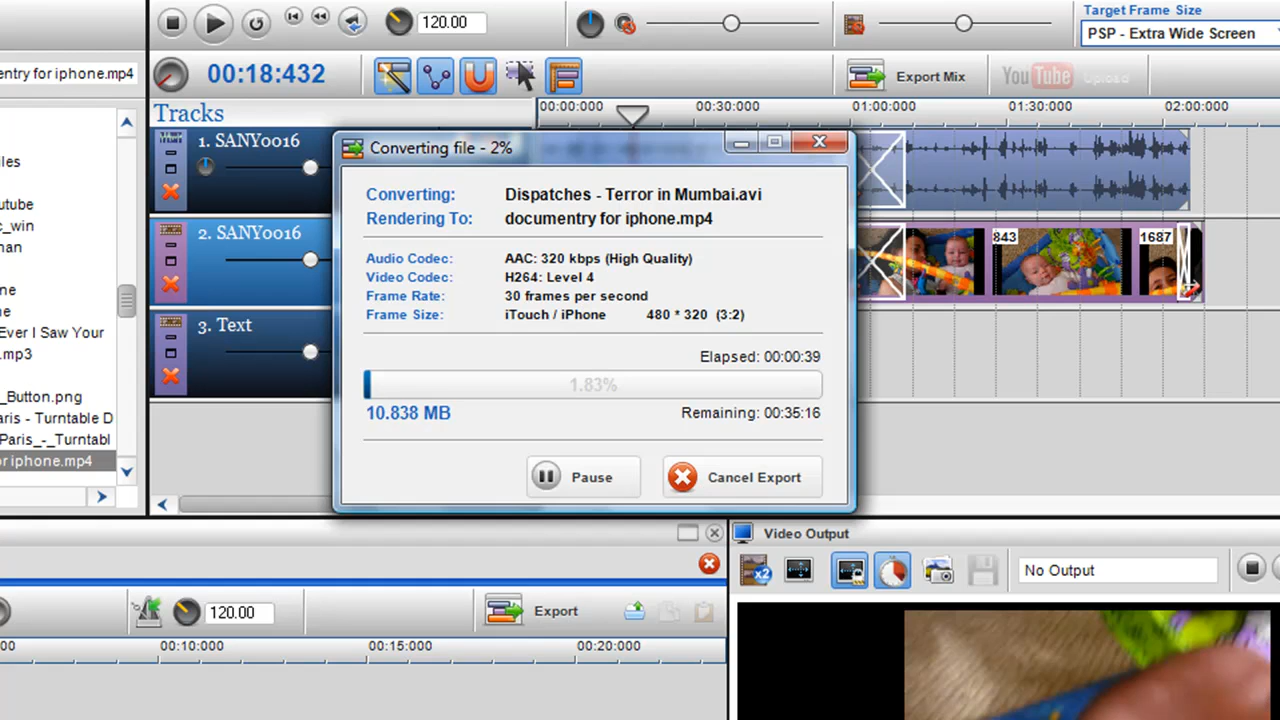 120.00
Target Frame Size
PSP - Extra Wide Screen
entry for iphone.mp4
00:18:432
Export Mix
YouTube Upload
Tracks
00:00:000 00:30:000 01:00:000 01:30:000 02:00:000
1. SANY0016
2. SANY0016
3. Text
843
1687
Converting file - 2%
Converting: Dispatches - Terror in Mumbai.avi
Rendering To: documentry for iphone.mp4
Audio Codec: AAC: 320 kbps (High Quality)
Video Codec: H264: Level 4
Frame Rate: 30 frames per second
Frame Size: iTouch / iPhone 480 * 320 (3:2)
Elapsed: 00:00:39
1.83%
10.838 MB
Remaining: 00:35:16
Pause
Cancel Export
iles
utube
c_win
nan
ne
e
Ever I Saw Your
.mp3
_Button.png
aris - Turntable D
Paris_-_Turntabl
or iphone.mp4
Video Output
x2
No Output
120.00
Export
00 00:10:000 00:15:000 00:20:000